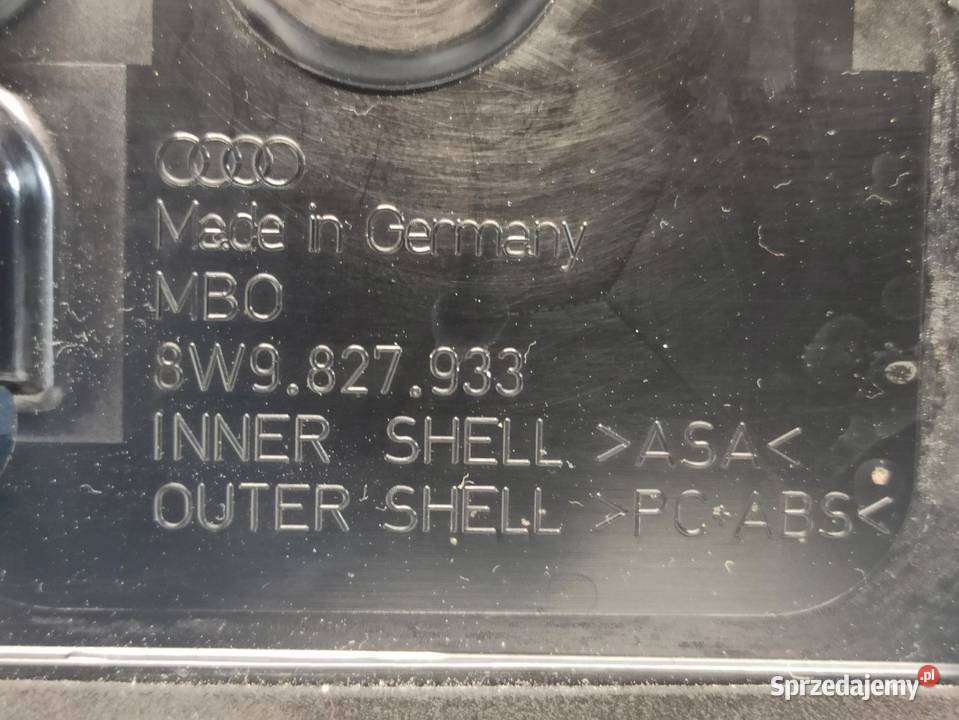 Made in Germany
MBO
8W9.827.933
INNER SHELL >ASA<
OUTER SHELL >PC+ABS<
Sprzedajemy.pl